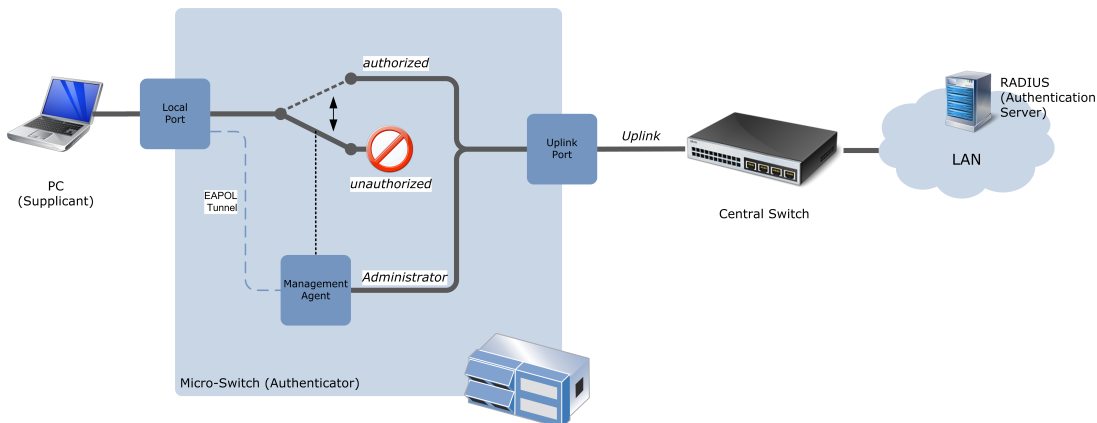 PC
(Supplicant)
Local
Port
EAPOL
Tunnel
authorized
unauthorized
Management
Agent
Administrator
Micro-Switch (Authenticator)
Uplink
Port
Uplink
Central Switch
RADIUS
(Authentication
Server)
LAN